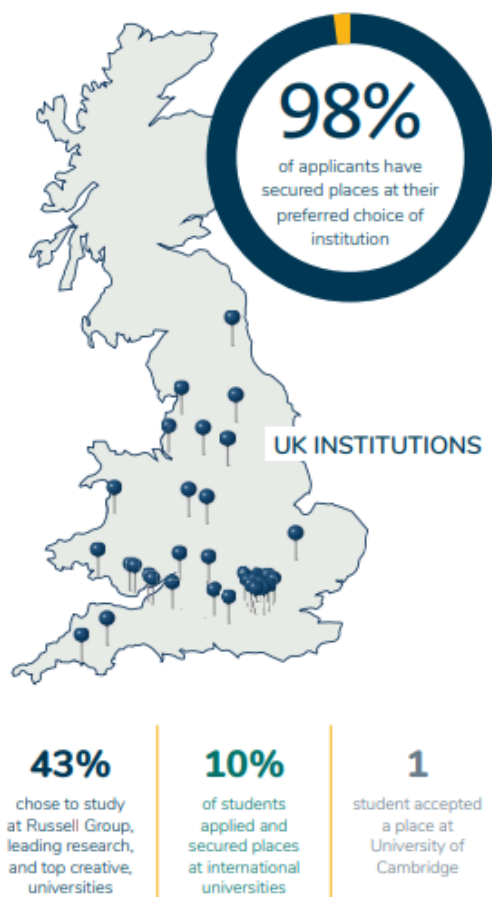 98%
of applicants have
secured places at their
preferred choice of
institution
UK INSTITUTIONS
43%
chose to study
at Russell Group,
leading research,
and top creative,
universities
10%
of students
applied and
secured places
at international
universities
1
student accepted
a place at
University of
Cambridge